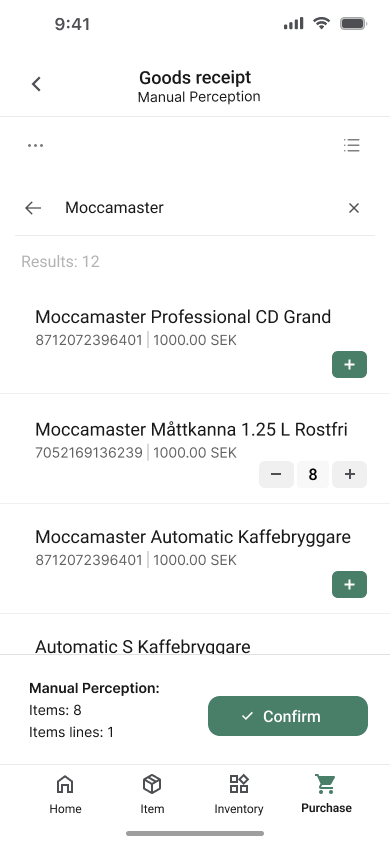 9:41
Goods receipt
Manual Perception
...
Moccamaster
Results: 12
Moccamaster Professional CD Grand
8712072396401 | 1000.00 SEK
+
Moccamaster Måttkanna 1.25 L Rostfri
7052169136239 | 1000.00 SEK
− 8 +
Moccamaster Automatic Kaffebryggare
8712072396401 | 1000.00 SEK
+
Automatic S Kaffebryggare
Manual Perception:
Items: 8
Items lines: 1
Confirm
Home Item Inventory Purchase